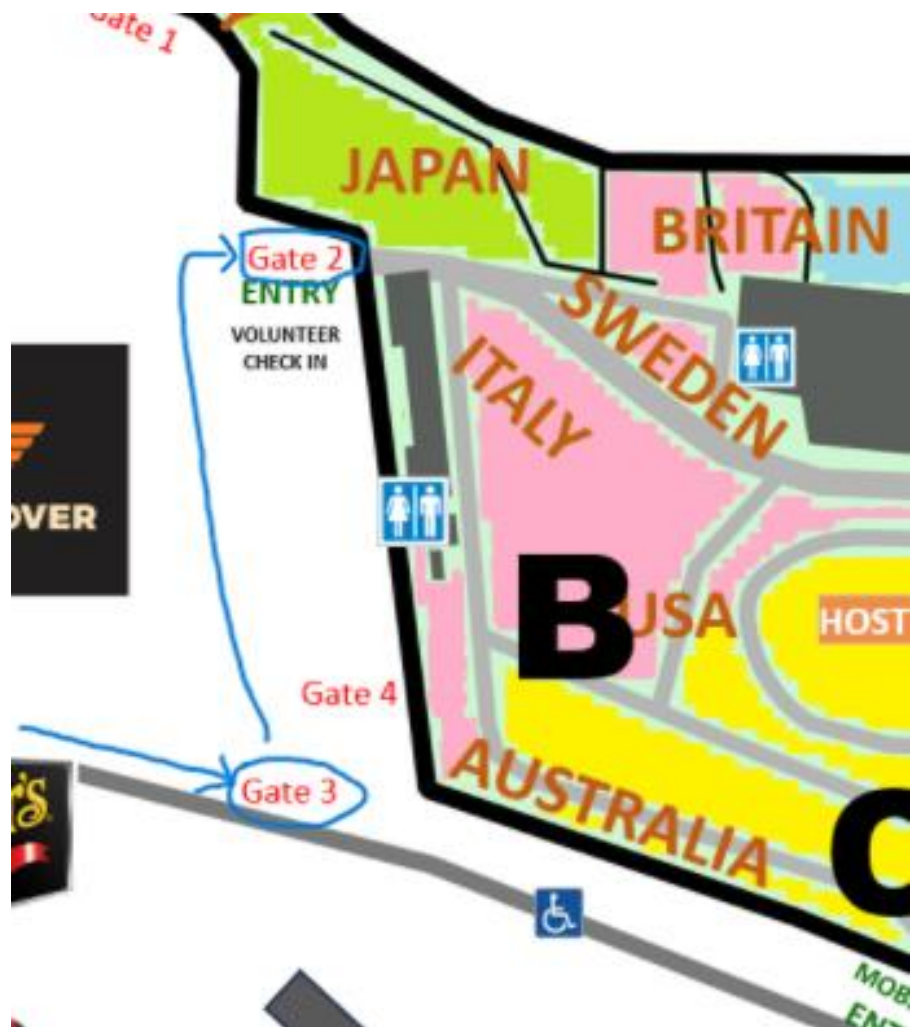 Gate 1
JAPAN
BRITAIN
Gate 2
ENTRY
VOLUNTEER
CHECK IN
SWEDEN
ITALY
OVER
B
USA
HOST
Gate 4
Gate 3
AUSTRALIA
C
ENT